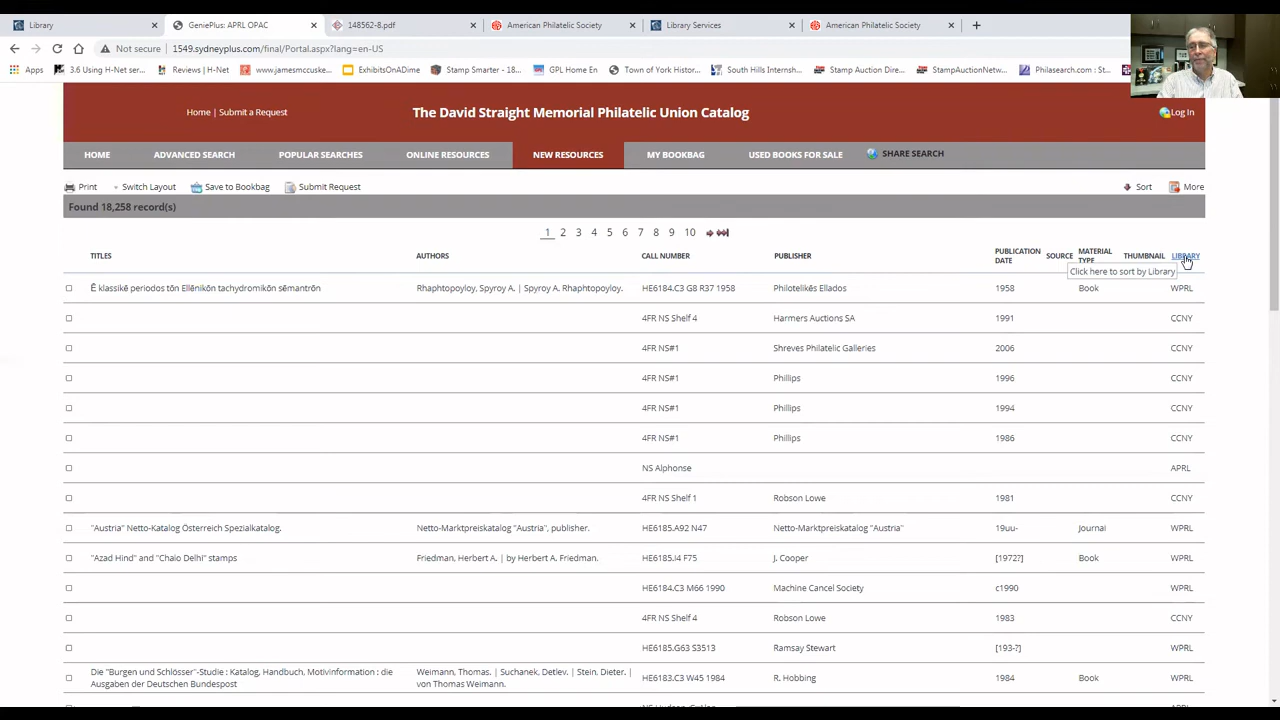 Library
GeniePlus: APRL OPAC
148562-8.pdf
American Philatelic Society
Library Services
American Philatelic Society
Not secure | 1549.sydneyplus.com/final/Portal.aspx?lang=en-US
Apps
3.6 Using H-Net ser...
Reviews | H-Net
www.jamesmccuske...
ExhibitsOnADime
Stamp Smarter - 18...
GPL Home En
Town of York Histor...
South Hills Internsh...
Stamp Auction Dire...
StampAuctionNetw...
Philasearch.com : St...
Home | Submit a Request
The David Straight Memorial Philatelic Union Catalog
Log In
HOME ADVANCED SEARCH POPULAR SEARCHES ONLINE RESOURCES NEW RESOURCES MY BOOKBAG USED BOOKS FOR SALE SHARE SEARCH
Print Switch Layout Save to Bookbag Submit Request Sort More
Found 18,258 record(s)
1 2 3 4 5 6 7 8 9 10
TITLES AUTHORS CALL NUMBER PUBLISHER PUBLICATION DATE SOURCE MATERIAL TYPE THUMBNAIL LIBRARY
Click here to sort by Library
Ē klassikē periodos tōn Ellēnikōn tachydromikōn sēmantrōn Rhaphtopoyloy, Spyroy A. | Spyroy A. Rhaphtopoyloy. HE6184.C3 G8 R37 1958 Philotelikēs Ellados 1958 Book WPRL
4FR NS Shelf 4 Harmers Auctions SA 1991 CCNY
4FR NS#1 Shreves Philatelic Galleries 2006 CCNY
4FR NS#1 Phillips 1996 CCNY
4FR NS#1 Phillips 1994 CCNY
4FR NS#1 Phillips 1986 CCNY
NS Alphonse APRL
4FR NS Shelf 1 Robson Lowe 1981 CCNY
"Austria" Netto-Katalog Österreich Spezialkatalog. Netto-Marktpreiskatalog "Austria", publisher. HE6185.A92 N47 Netto-Marktpreiskatalog "Austria" 19uu- Journal WPRL
"Azad Hind" and "Chalo Delhi" stamps Friedman, Herbert A. | by Herbert A. Friedman. HE6185.I4 F75 J. Cooper [1972?] Book WPRL
HE6184.C3 M66 1990 Machine Cancel Society c1990 WPRL
4FR NS Shelf 4 Robson Lowe 1983 CCNY
HE6185.G63 S3513 Ramsay Stewart [193-?] WPRL
Die "Burgen und Schlösser"-Studie : Katalog, Handbuch, Motivinformation : die Weimann, Thomas. | Suchanek, Detlev. | Stein, Dieter. | HE6183.C3 W45 1984 R. Hobbing 1984 Book WPRL
Ausgaben der Deutschen Bundespost von Thomas Weimann.